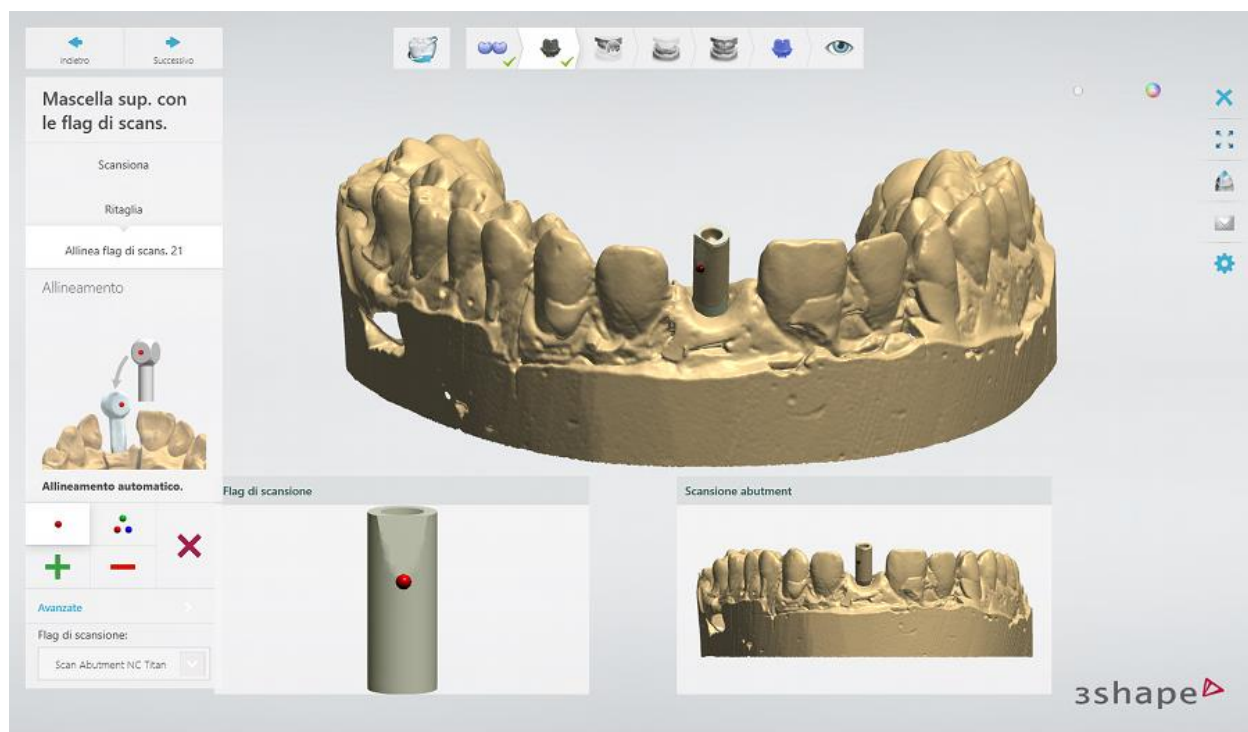 Indietro
Successivo
Mascella sup. con
le flag di scans.
Scansiona
Ritaglia
Allinea flag di scans. 21
Allineamento
Allineamento automatico.
Avanzate
Flag di scansione:
Scan Abutment NC Titan
Flag di scansione
Scansione abutment
3shape